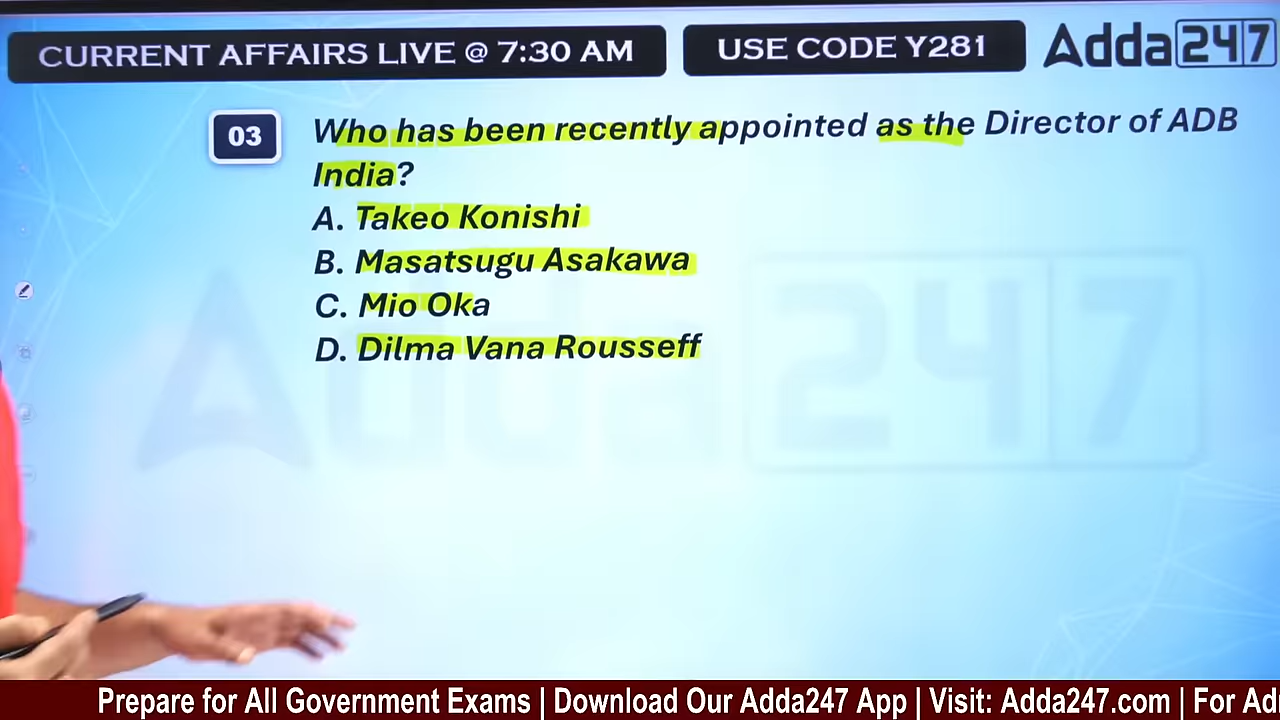 CURRENT AFFAIRS LIVE @ 7:30 AM
USE CODE Y281
Adda247
03
Who has been recently appointed as the Director of ADB
India?
A. Takeo Konishi
B. Masatsugu Asakawa
C. Mio Oka
D. Dilma Vana Rousseff
Adda247
Prepare for All Government Exams | Download Our Adda247 App | Visit: Adda247.com | For Ad